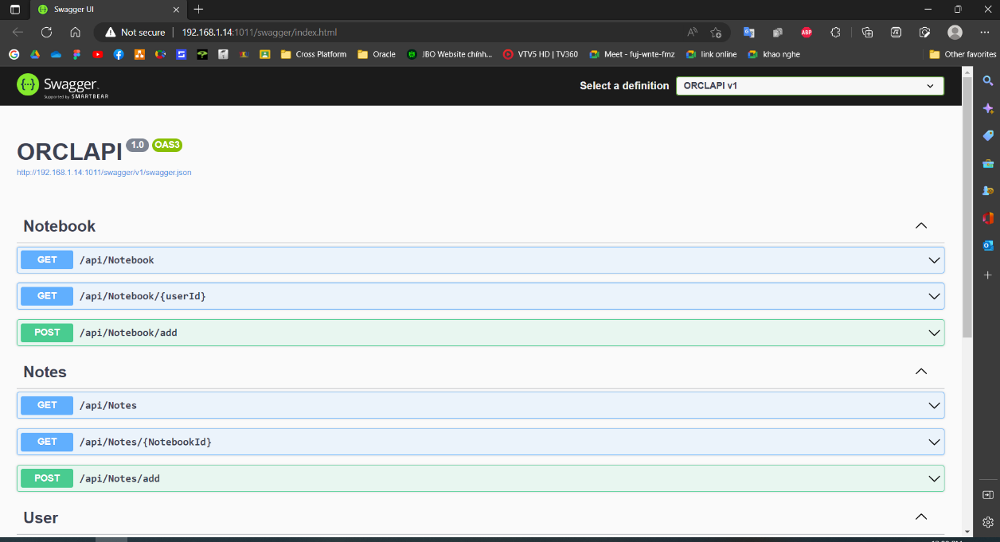 Swagger UI
Not secure
192.168.1.14:1011/swagger/index.html
ABP
Cross Platform
Oracle
JBO Website chính...
VTV5 HD | TV360
Meet - fuj-wnte-fmz
link online
khao nghe
Other favorites
Swagger.
Supported by SMARTBEAR
Select a definition
ORCLAPI v1
ORCLAPI 1.0 OAS3
http://192.168.1.14:1011/swagger/v1/swagger.json
Notebook
GET /api/Notebook
GET /api/Notebook/{userId}
POST /api/Notebook/add
Notes
GET /api/Notes
GET /api/Notes/{NotebookId}
POST /api/Notes/add
User